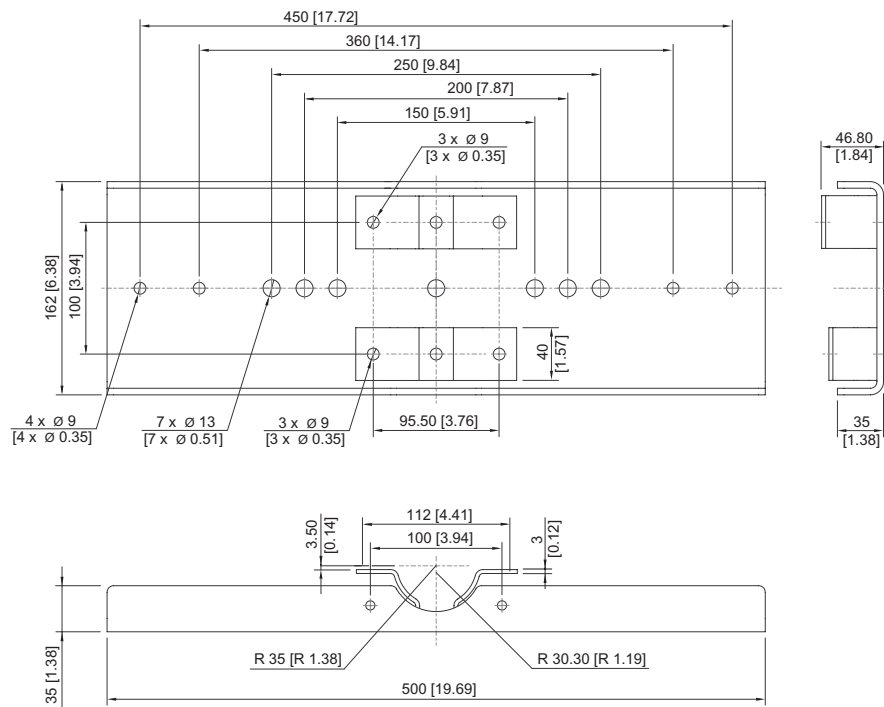 450 [17.72]
360 [14.17]
250 [9.84]
200 [7.87]
150 [5.91]
3 x Ø 9
[3 x Ø 0.35]
46.80
[1.84]
162 [6.38]
100 [3.94]
40
[1.57]
4 x Ø 9
[4 x Ø 0.35]
7 x Ø 13
[7 x Ø 0.51]
3 x Ø 9
[3 x Ø 0.35]
95.50 [3.76]
35
[1.38]
112 [4.41]
100 [3.94]
3.50
[0.14]
3
[0.12]
35 [1.38]
R 35 [R 1.38]
R 30.30 [R 1.19]
500 [19.69]